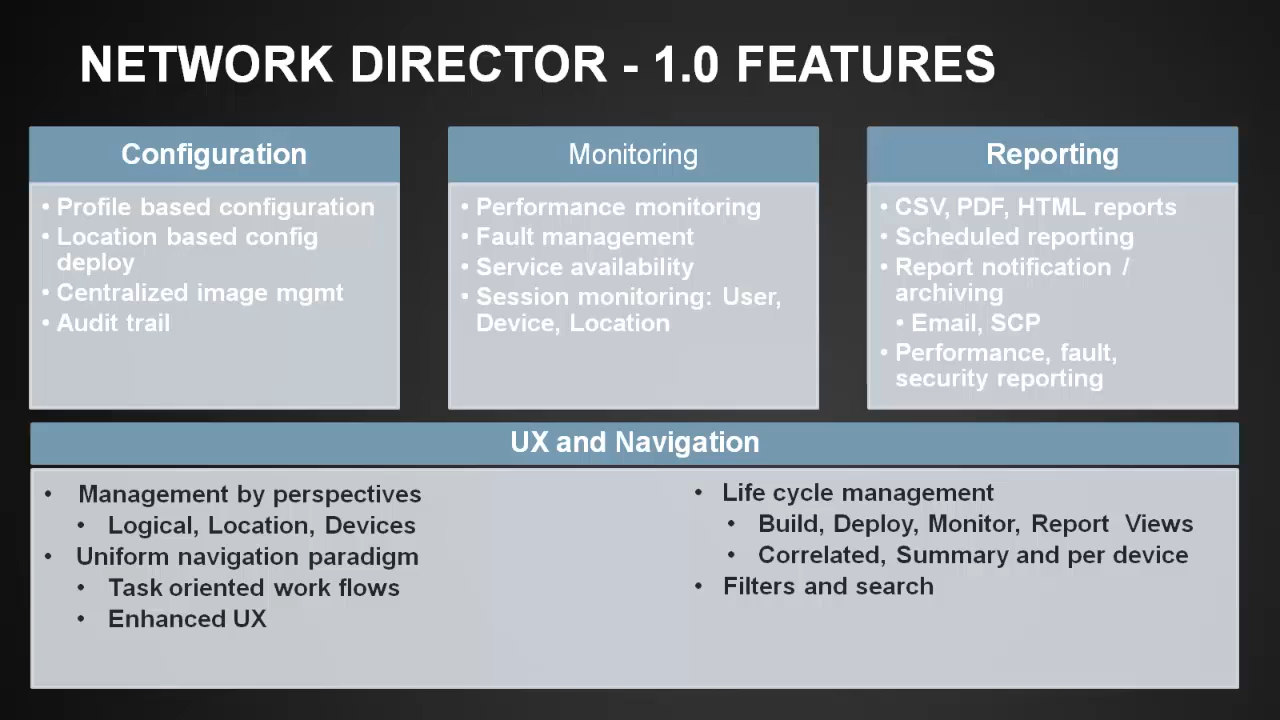 NETWORK DIRECTOR - 1.0 FEATURES
Configuration
• Profile based configuration
• Location based config
deploy
• Centralized image mgmt
• Audit trail
Monitoring
• Performance monitoring
• Fault management
• Service availability
• Session monitoring: User,
Device, Location
Reporting
• CSV, PDF, HTML reports
• Scheduled reporting
• Report notification /
archiving
• Email, SCP
• Performance, fault,
security reporting
UX and Navigation
• Management by perspectives
• Logical, Location, Devices
• Uniform navigation paradigm
• Task oriented work flows
• Enhanced UX
• Life cycle management
• Build, Deploy, Monitor, Report Views
• Correlated, Summary and per device
• Filters and search